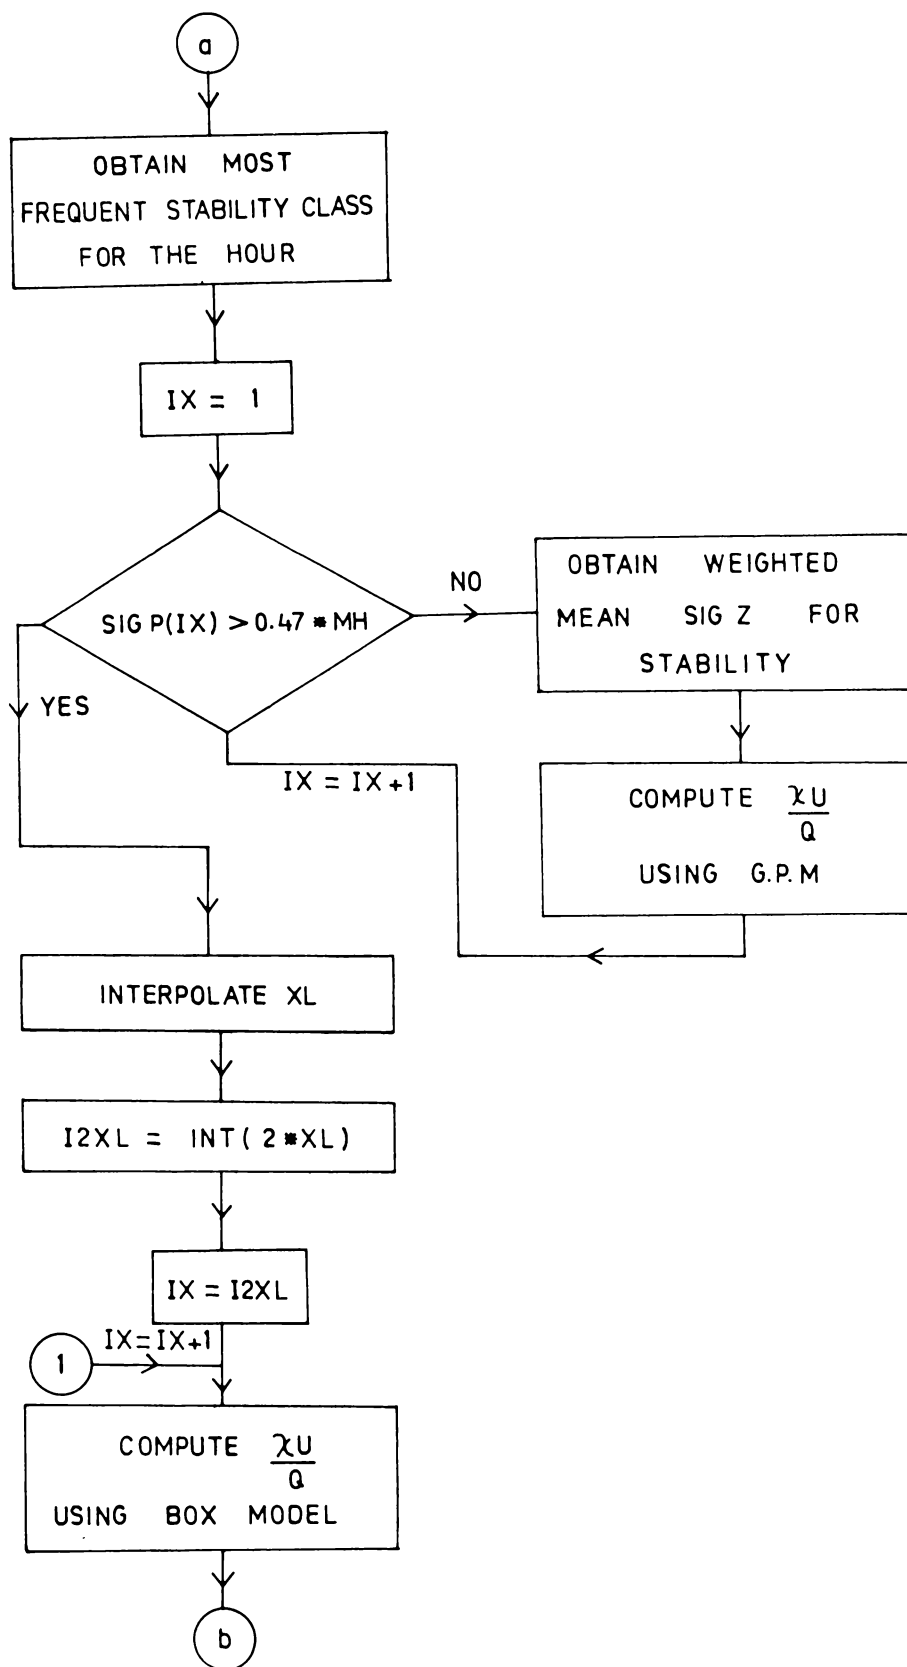 a
OBTAIN MOST
FREQUENT STABILITY CLASS
FOR THE HOUR
IX = 1
SIG P(IX) > 0.47 * MH
NO
OBTAIN WEIGHTED
MEAN SIG Z FOR
STABILITY
YES
IX = IX+1
COMPUTE χU
Q
USING G.P.M
INTERPOLATE XL
I2XL = INT( 2 *XL)
IX = I2XL
IX=IX+1
1
COMPUTE χU
Q
USING BOX MODEL
b